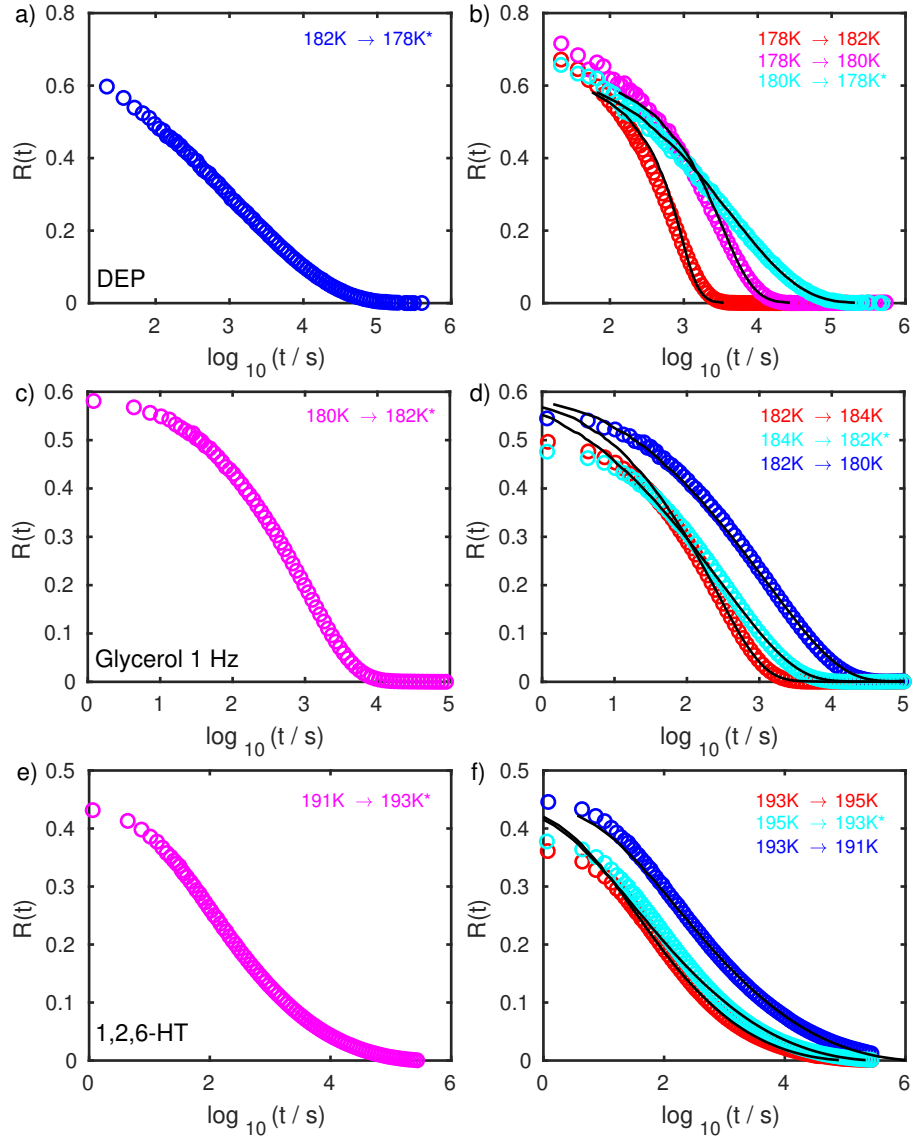 a)
182K → 178K*
DEP
R(t)
0.8
0.6
0.4
0.2
0
2
3
4
5
6
log 10 (t / s)
b)
178K → 182K
178K → 180K
180K → 178K*
R(t)
0.8
0.6
0.4
0.2
0
2
3
4
5
6
log 10 (t / s)
c)
180K → 182K*
Glycerol 1 Hz
R(t)
0.6
0.5
0.4
0.3
0.2
0.1
0
0
1
2
3
4
5
log 10 (t / s)
d)
182K → 184K
184K → 182K*
182K → 180K
R(t)
0.6
0.5
0.4
0.3
0.2
0.1
0
0
1
2
3
4
5
log 10 (t / s)
e)
191K → 193K*
1,2,6-HT
R(t)
0.5
0.4
0.3
0.2
0.1
0
0
2
4
6
log 10 (t / s)
f)
193K → 195K
195K → 193K*
193K → 191K
R(t)
0.5
0.4
0.3
0.2
0.1
0
0
2
4
6
log 10 (t / s)